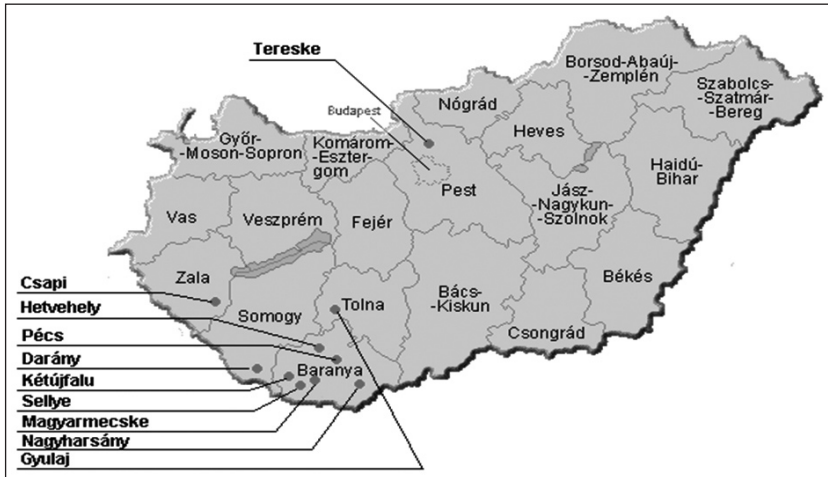 Tereske
Borsod-Abaúj-
-Zemplén
Szabolcs-
-Szatmár-
-Bereg
Nógrád
Budapest
Heves
Győr-
-Moson-Sopron
Komárom-
-Eszter-
gom
Haidú-
Bihar
Pest
Jász-
-Nagykun-
-Szolnok
Vas
Veszprém
Fejér
Zala
Békés
Csapi
Hetvehely
Somogy
Tolna
Bács-
-Kiskun
Csongrád
Pécs
Darány
Baranya
Kétújfalu
Sellye
Magyarmecske
Nagyharsány
Gyulaj